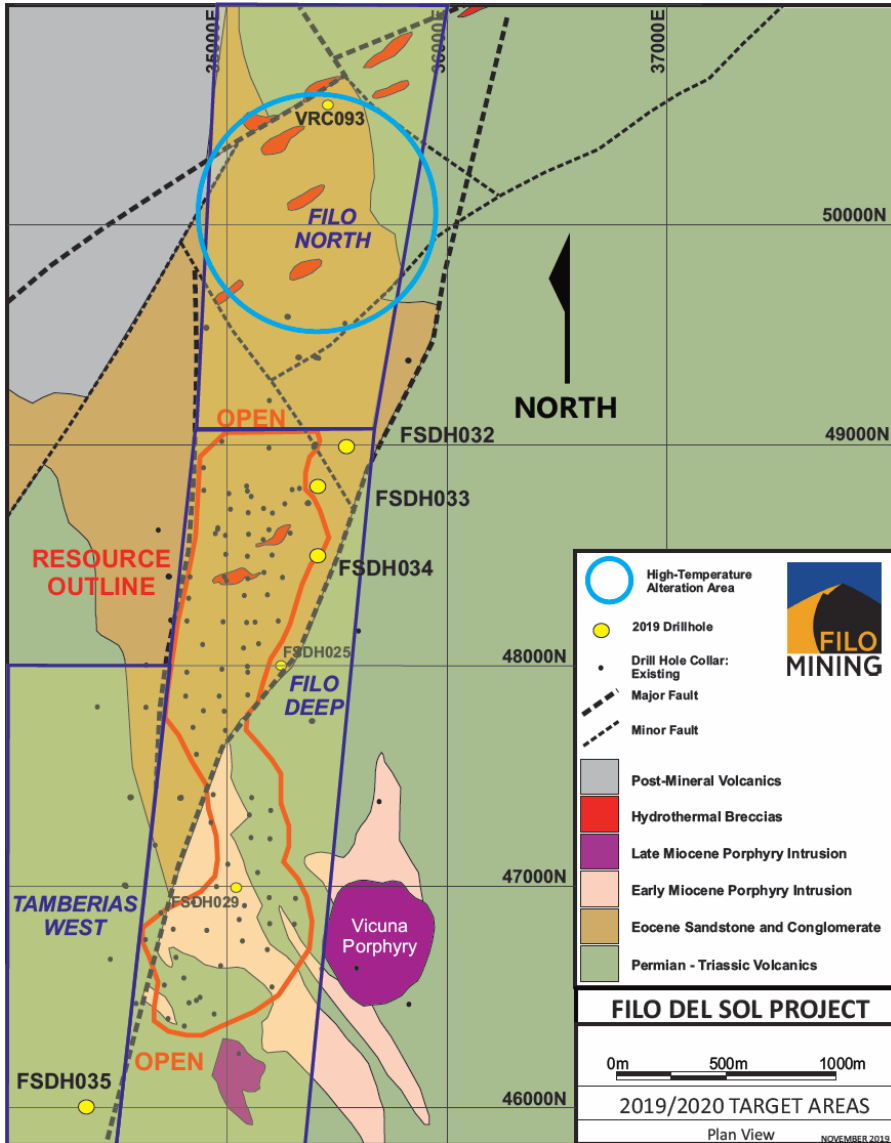 35000E
36000E
37000E
VRC093
FILO
NORTH
50000N
NORTH
OPEN
49000N
FSDH032
FSDH033
RESOURCE
OUTLINE
FSDH034
FSDH025
48000N
FILO
DEEP
47000N
TAMBERIAS
WEST
FSDH029
Vicuna
Porphyry
OPEN
FSDH035
46000N
High-Temperature
Alteration Area
2019 Drillhole
Drill Hole Collar:
Existing
Major Fault
Minor Fault
FILO
MINING
Post-Mineral Volcanics
Hydrothermal Breccias
Late Miocene Porphyry Intrusion
Early Miocene Porphyry Intrusion
Eocene Sandstone and Conglomerate
Permian - Triassic Volcanics
FILO DEL SOL PROJECT
0m 500m 1000m
2019/2020 TARGET AREAS
Plan View
NOVEMBER 2019